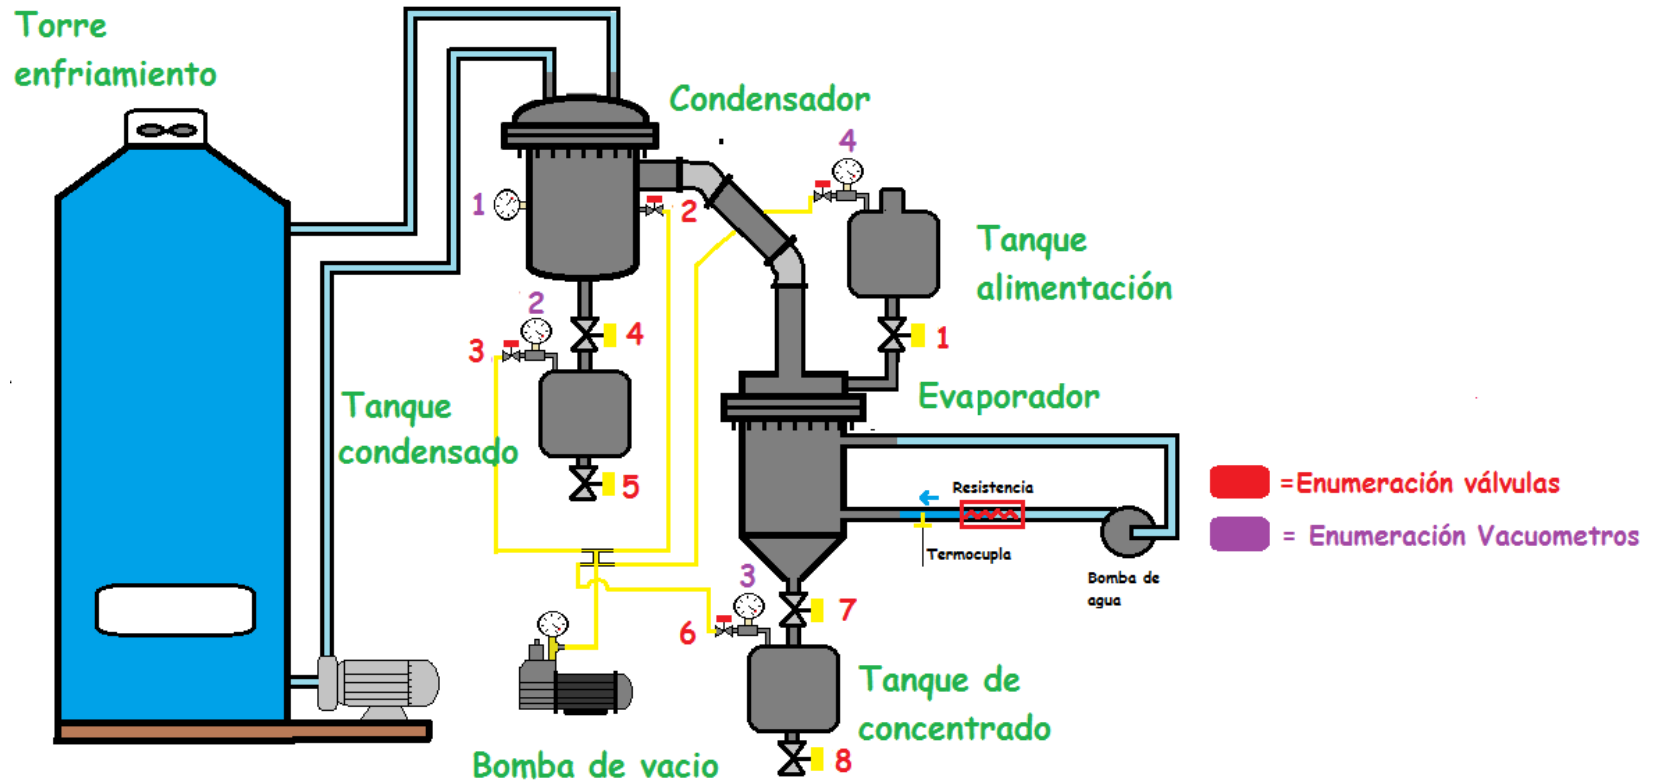 Torre
enfriamiento
Condensador
4
1
2
Tanque
alimentación
2
3
4
1
Tanque
condensado
Evaporador
5
Resistencia
Termocupla
Bomba de
agua
=Enumeración válvulas
= Enumeración Vacuometros
3
7
6
Tanque de
concentrado
Bomba de vacio
8